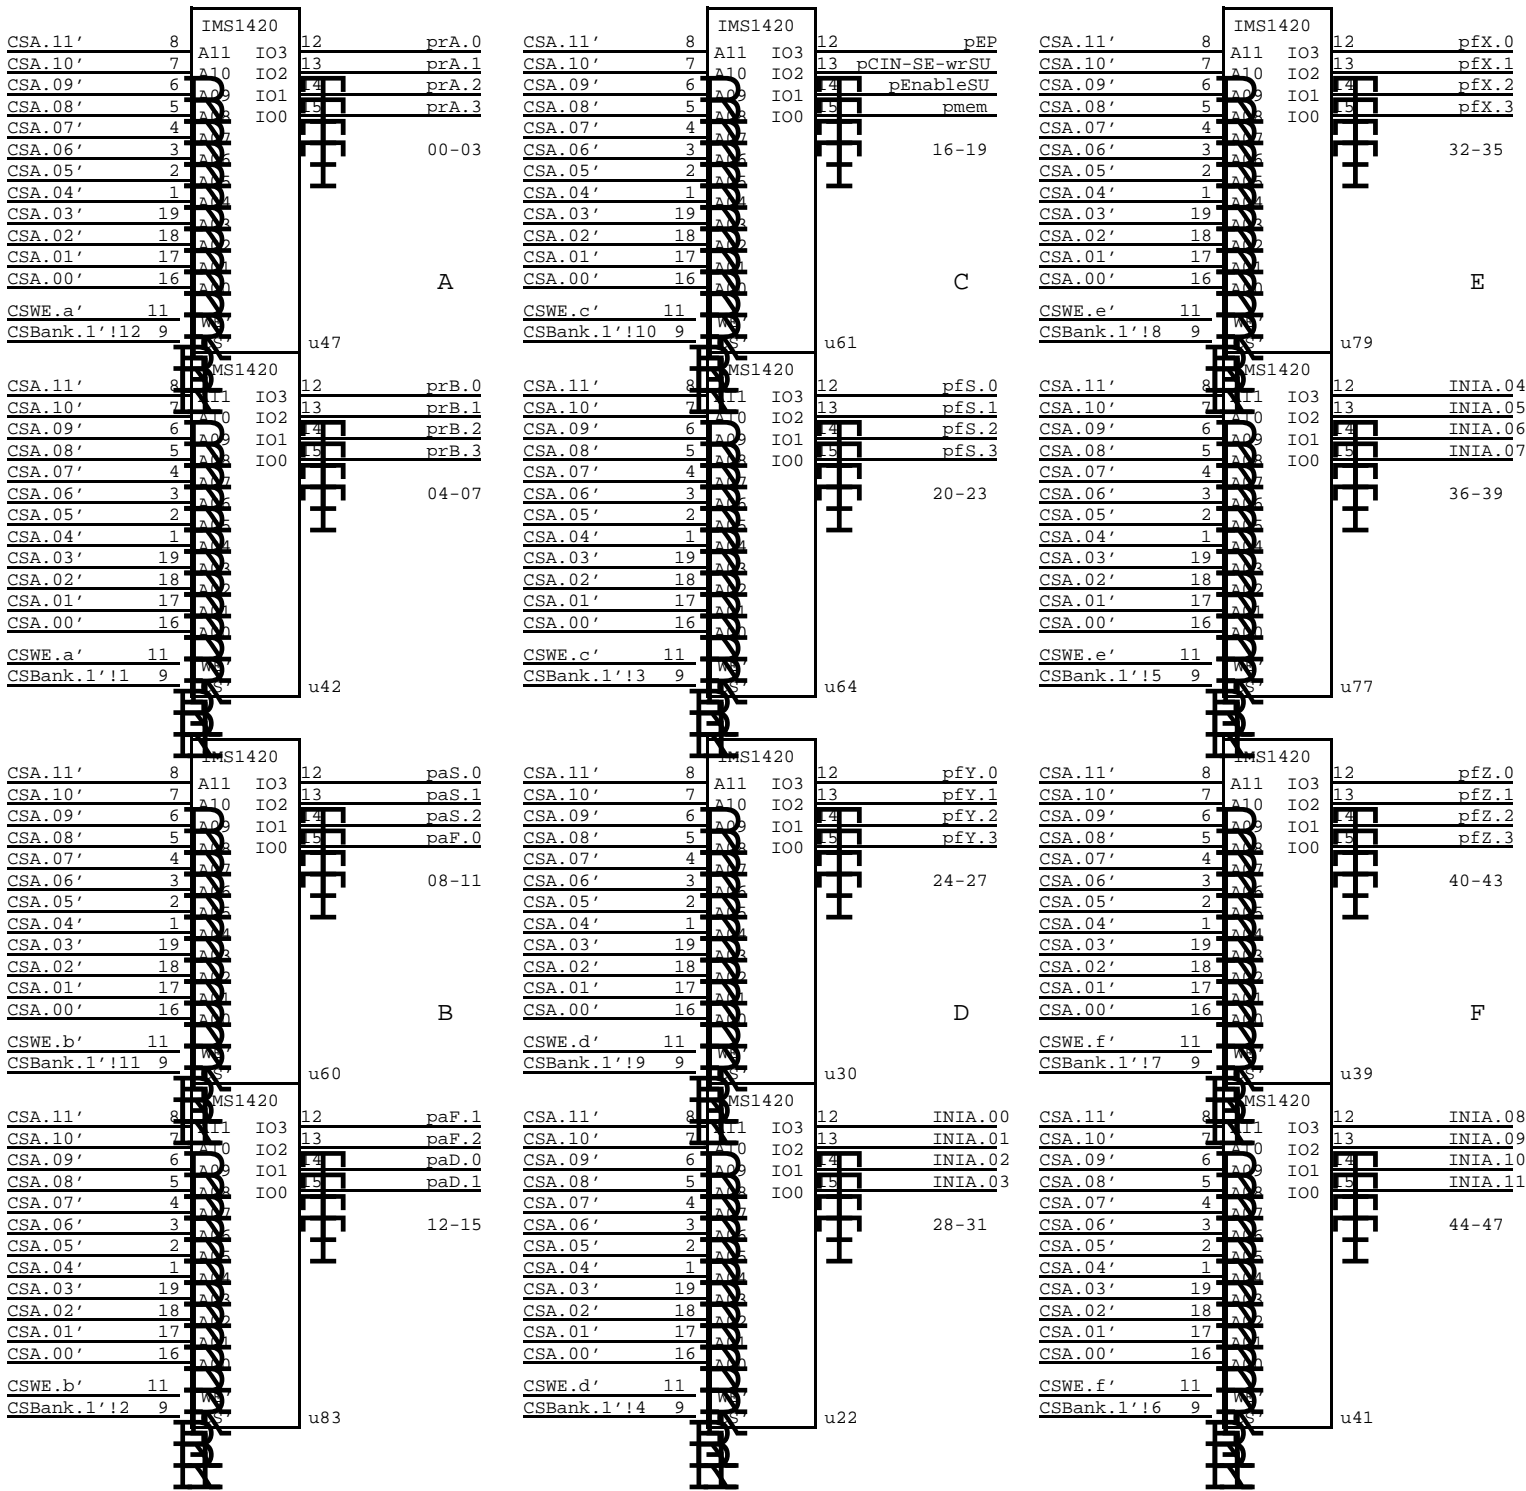 IMS1420
CSA.11' 8 A11 IO3 12 prA.0
CSA.10' 7 A10 IO2 13 prA.1
CSA.09' 6 A09 IO1 14 prA.2
CSA.08' 5 IO0 15 prA.3
CSA.07' 4
CSA.06' 3 00-03
CSA.05' 2
CSA.04' 1
CSA.03' 19
CSA.02' 18
CSA.01' 17
CSA.00' 16 A
CSWE.a' 11
CSBank.1'!12 9 u47
CSA.11' 8 IO3 12 prB.0
CSA.10' 7 IO2 13 prB.1
CSA.09' 6 A09 IO1 14 prB.2
CSA.08' 5 IO0 15 prB.3
CSA.07' 4
CSA.06' 3 04-07
CSA.05' 2
CSA.04' 1
CSA.03' 19
CSA.02' 18
CSA.01' 17
CSA.00' 16
CSWE.a' 11
CSBank.1'!1 9 u42
IMS1420
CSA.11' 8 A11 IO3 12 paS.0
CSA.10' 7 A10 IO2 13 paS.1
CSA.09' 6 A09 IO1 14 paS.2
CSA.08' 5 IO0 15 paF.0
CSA.07' 4
CSA.06' 3 08-11
CSA.05' 2
CSA.04' 1
CSA.03' 19
CSA.02' 18
CSA.01' 17
CSA.00' 16 B
CSWE.b' 11
CSBank.1'!11 9 u60
CSA.11' 8 IO3 12 paF.1
CSA.10' 7 IO2 13 paF.2
CSA.09' 6 A09 IO1 14 paD.0
CSA.08' 5 IO0 15 paD.1
CSA.07' 4
CSA.06' 3 12-15
CSA.05' 2
CSA.04' 1
CSA.03' 19
CSA.02' 18
CSA.01' 17
CSA.00' 16
CSWE.b' 11
CSBank.1'!2 9 u83
IMS1420
CSA.11' 8 A11 IO3 12 pEP
CSA.10' 7 A10 IO2 13 pCIN-SE-wrSU
CSA.09' 6 A09 IO1 14 pEnableSU
CSA.08' 5 IO0 15 pmem
CSA.07' 4
CSA.06' 3 16-19
CSA.05' 2
CSA.04' 1
CSA.03' 19
CSA.02' 18
CSA.01' 17
CSA.00' 16 C
CSWE.c' 11
CSBank.1'!10 9 u61
CSA.11' 8 IO3 12 pfS.0
CSA.10' 7 IO2 13 pfS.1
CSA.09' 6 A09 IO1 14 pfS.2
CSA.08' 5 IO0 15 pfS.3
CSA.07' 4
CSA.06' 3 20-23
CSA.05' 2
CSA.04' 1
CSA.03' 19
CSA.02' 18
CSA.01' 17
CSA.00' 16
CSWE.c' 11
CSBank.1'!3 9 u64
IMS1420
CSA.11' 8 A11 IO3 12 pfY.0
CSA.10' 7 A10 IO2 13 pfY.1
CSA.09' 6 A09 IO1 14 pfY.2
CSA.08' 5 IO0 15 pfY.3
CSA.07' 4
CSA.06' 3 24-27
CSA.05' 2
CSA.04' 1
CSA.03' 19
CSA.02' 18
CSA.01' 17
CSA.00' 16 D
CSWE.d' 11
CSBank.1'!9 9 u30
CSA.11' 8 IO3 12 INIA.00
CSA.10' 7 IO2 13 INIA.01
CSA.09' 6 A09 IO1 14 INIA.02
CSA.08' 5 IO0 15 INIA.03
CSA.07' 4
CSA.06' 3 28-31
CSA.05' 2
CSA.04' 1
CSA.03' 19
CSA.02' 18
CSA.01' 17
CSA.00' 16
CSWE.d' 11
CSBank.1'!4 9 u22
IMS1420
CSA.11' 8 A11 IO3 12 pfX.0
CSA.10' 7 A10 IO2 13 pfX.1
CSA.09' 6 A09 IO1 14 pfX.2
CSA.08' 5 IO0 15 pfX.3
CSA.07' 4
CSA.06' 3 32-35
CSA.05' 2
CSA.04' 1
CSA.03' 19
CSA.02' 18
CSA.01' 17
CSA.00' 16 E
CSWE.e' 11
CSBank.1'!8 9 u79
CSA.11' 8 IO3 12 INIA.04
CSA.10' 7 IO2 13 INIA.05
CSA.09' 6 A09 IO1 14 INIA.06
CSA.08' 5 IO0 15 INIA.07
CSA.07' 4
CSA.06' 3 36-39
CSA.05' 2
CSA.04' 1
CSA.03' 19
CSA.02' 18
CSA.01' 17
CSA.00' 16
CSWE.e' 11
CSBank.1'!5 9 u77
IMS1420
CSA.11' 8 A11 IO3 12 pfZ.0
CSA.10' 7 A10 IO2 13 pfZ.1
CSA.09' 6 A09 IO1 14 pfZ.2
CSA.08' 5 IO0 15 pfZ.3
CSA.07' 4
CSA.06' 3 40-43
CSA.05' 2
CSA.04' 1
CSA.03' 19
CSA.02' 18
CSA.01' 17
CSA.00' 16 F
CSWE.f' 11
CSBank.1'!7 9 u39
CSA.11' 8 IO3 12 INIA.08
CSA.10' 7 IO2 13 INIA.09
CSA.09' 6 A09 IO1 14 INIA.10
CSA.08' 5 IO0 15 INIA.11
CSA.07' 4
CSA.06' 3 44-47
CSA.05' 2
CSA.04' 1
CSA.03' 19
CSA.02' 18
CSA.01' 17
CSA.00' 16
CSWE.f' 11
CSBank.1'!6 9 u41